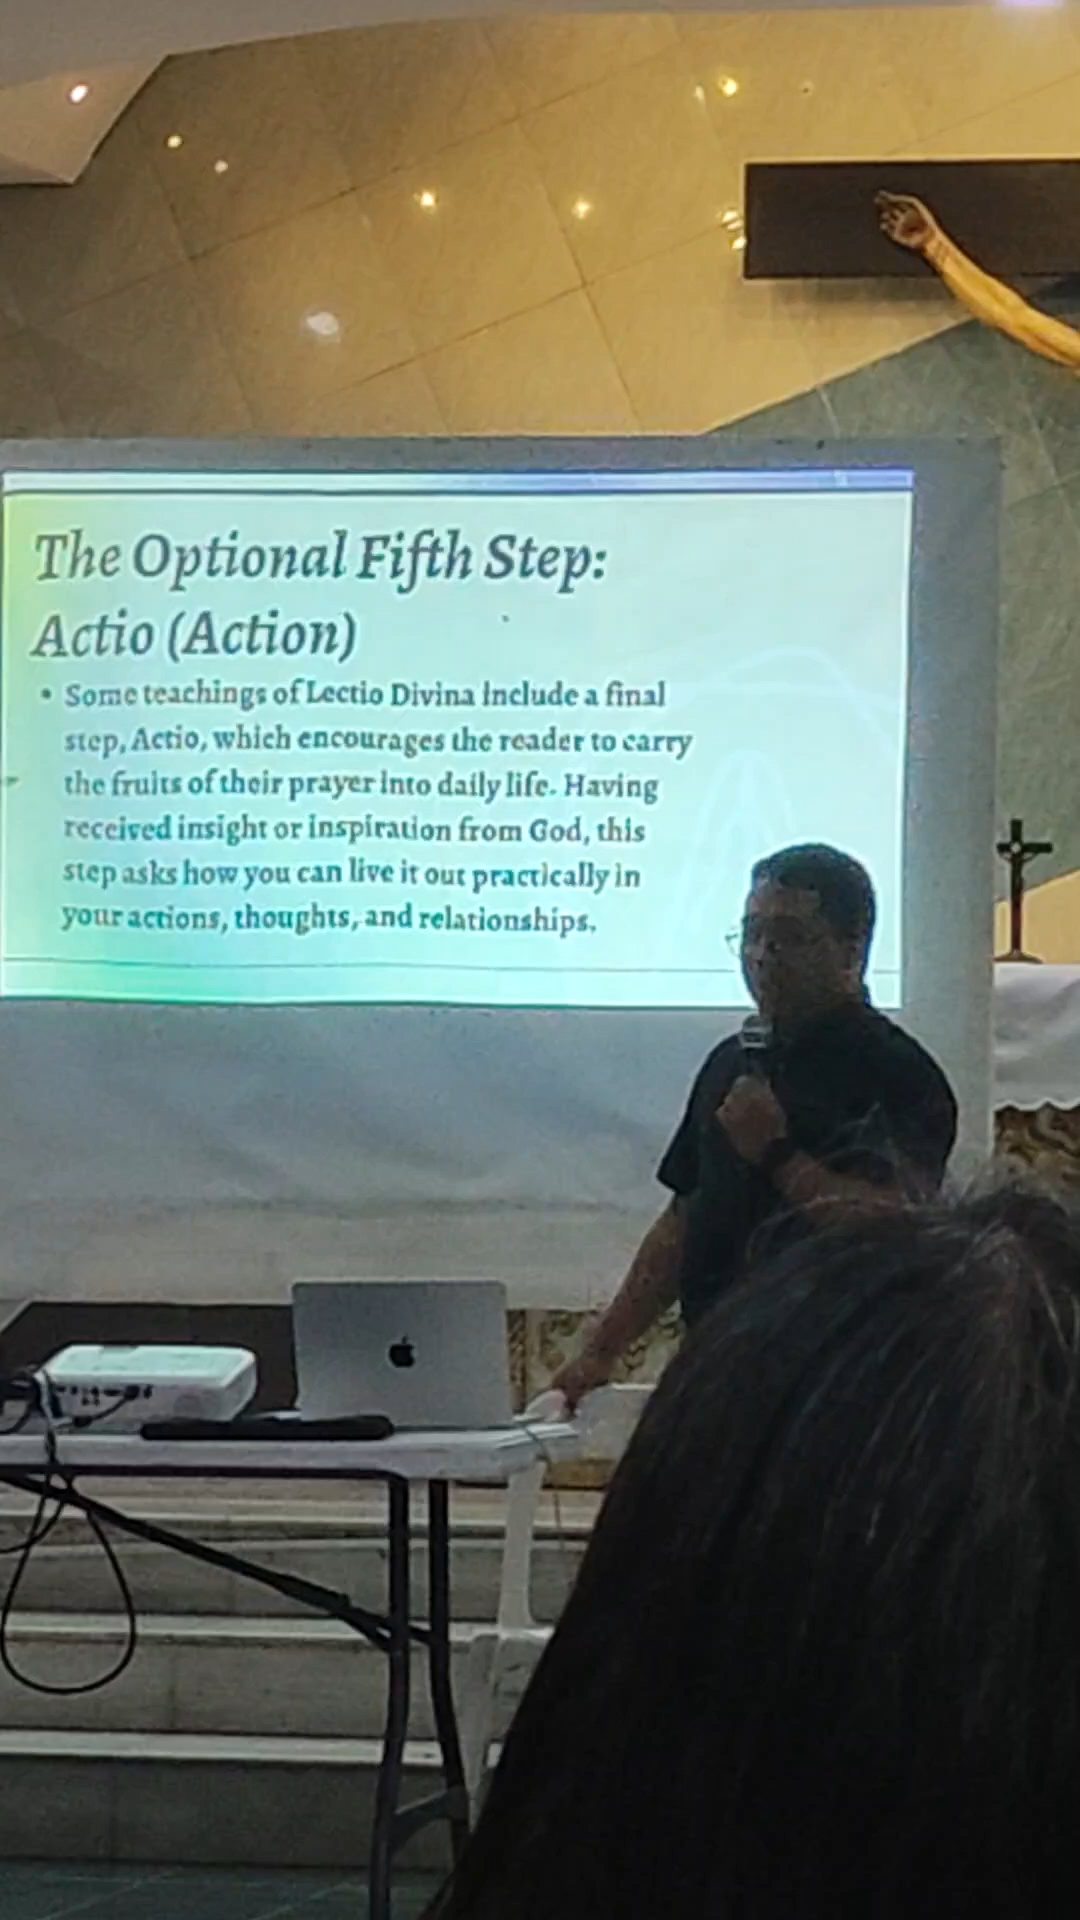 The Optional Fifth Step:
Actio (Action)
• Some teachings of Lectio Divina include a final
step, Actio, which encourages the reader to carry
the fruits of their prayer into daily life. Having
received insight or inspiration from God, this
step asks how you can live it out practically in
your actions, thoughts, and relationships.